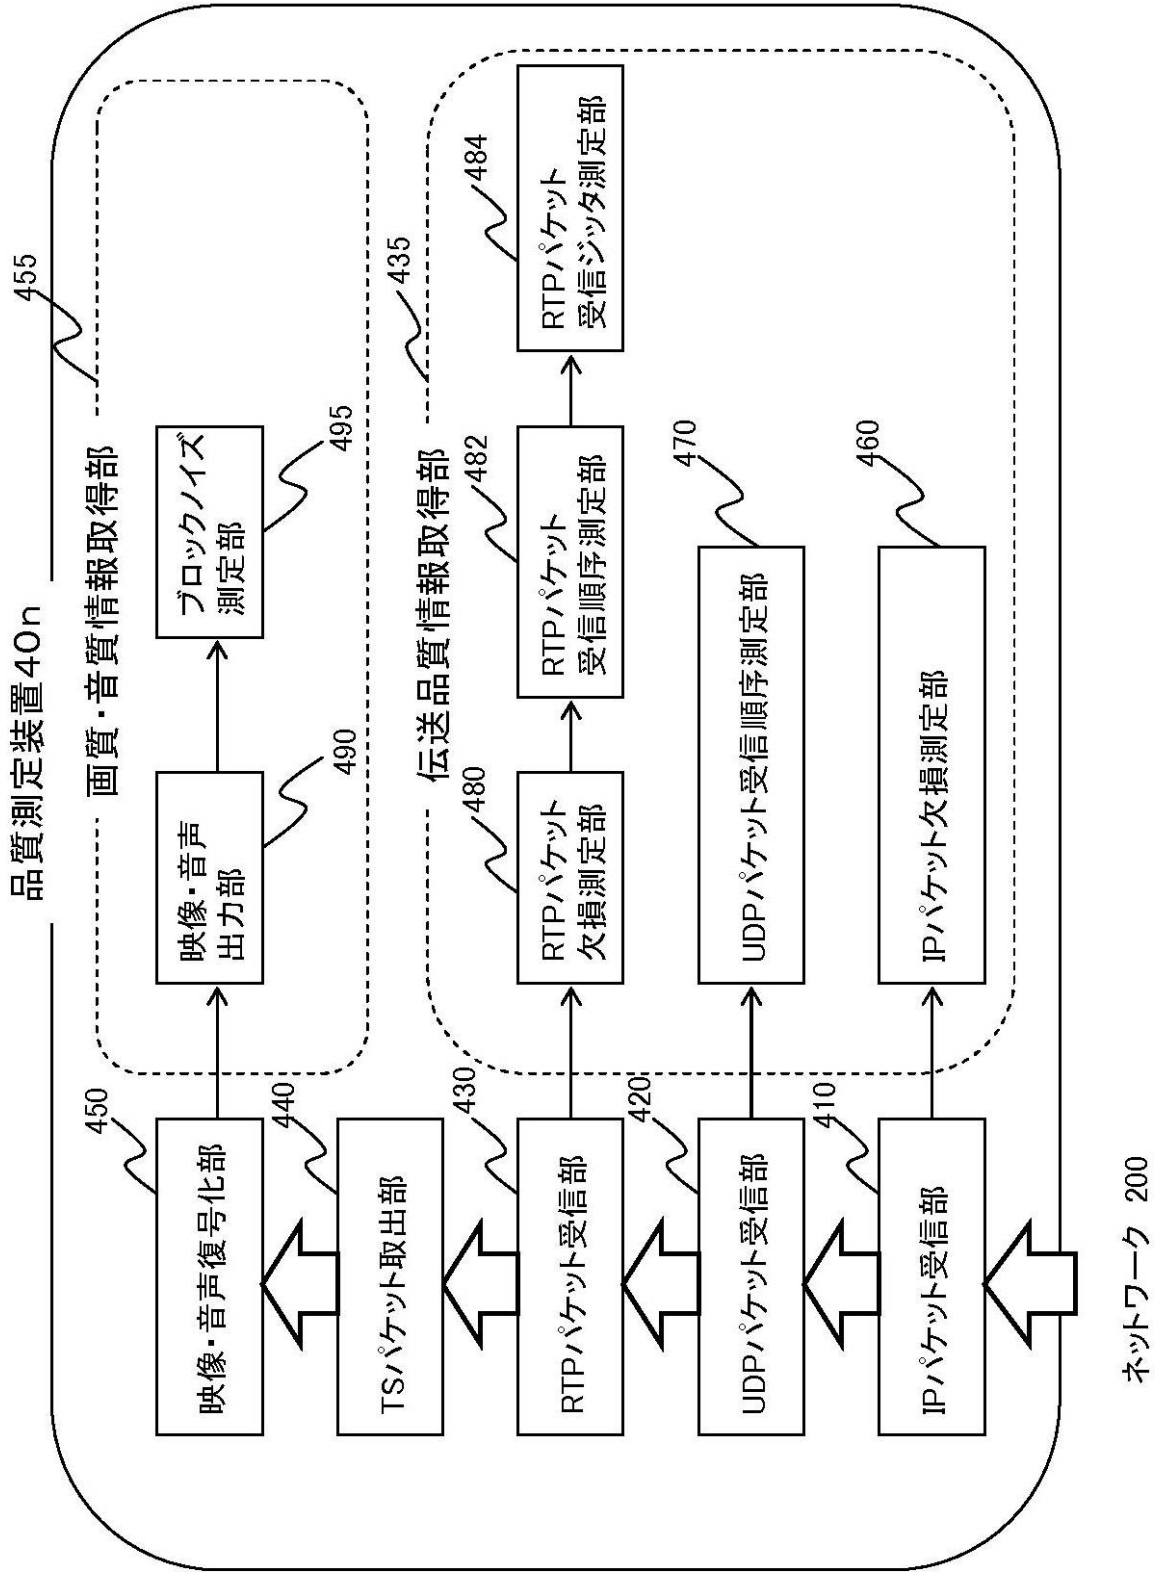 品質測定装置40n
455
画質・音質情報取得部
450
映像・音声復号化部
映像・音声
出力部
490
ブロックノイズ
測定部
495
440
TSパケット取出部
435
伝送品質情報取得部
430
RTPパケット受信部
480
RTPパケット
欠損測定部
482
RTPパケット
受信順序測定部
484
RTPパケット
受信ジッタ測定部
420
UDPパケット受信部
470
UDPパケット受信順序測定部
410
IPパケット受信部
460
IPパケット欠損測定部
ネットワーク 200